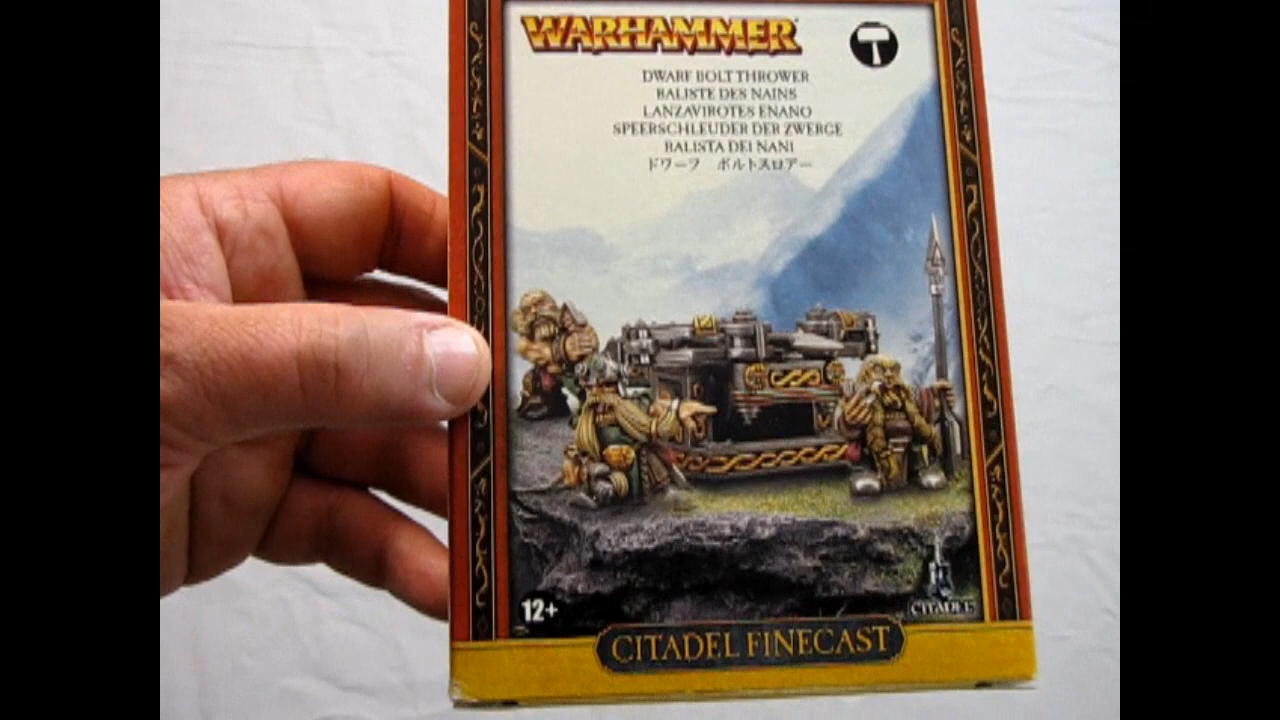 WARHAMMER
DWARF BOLT THROWER
BALISTE DES NAINS
LANZAVIROTES ENANO
SPEERSCHLEUDER DER ZWERGE
BALISTA DEI NANI
ドワーフ ボルトスロアー
12+
CITADEL
CITADEL FINECAST